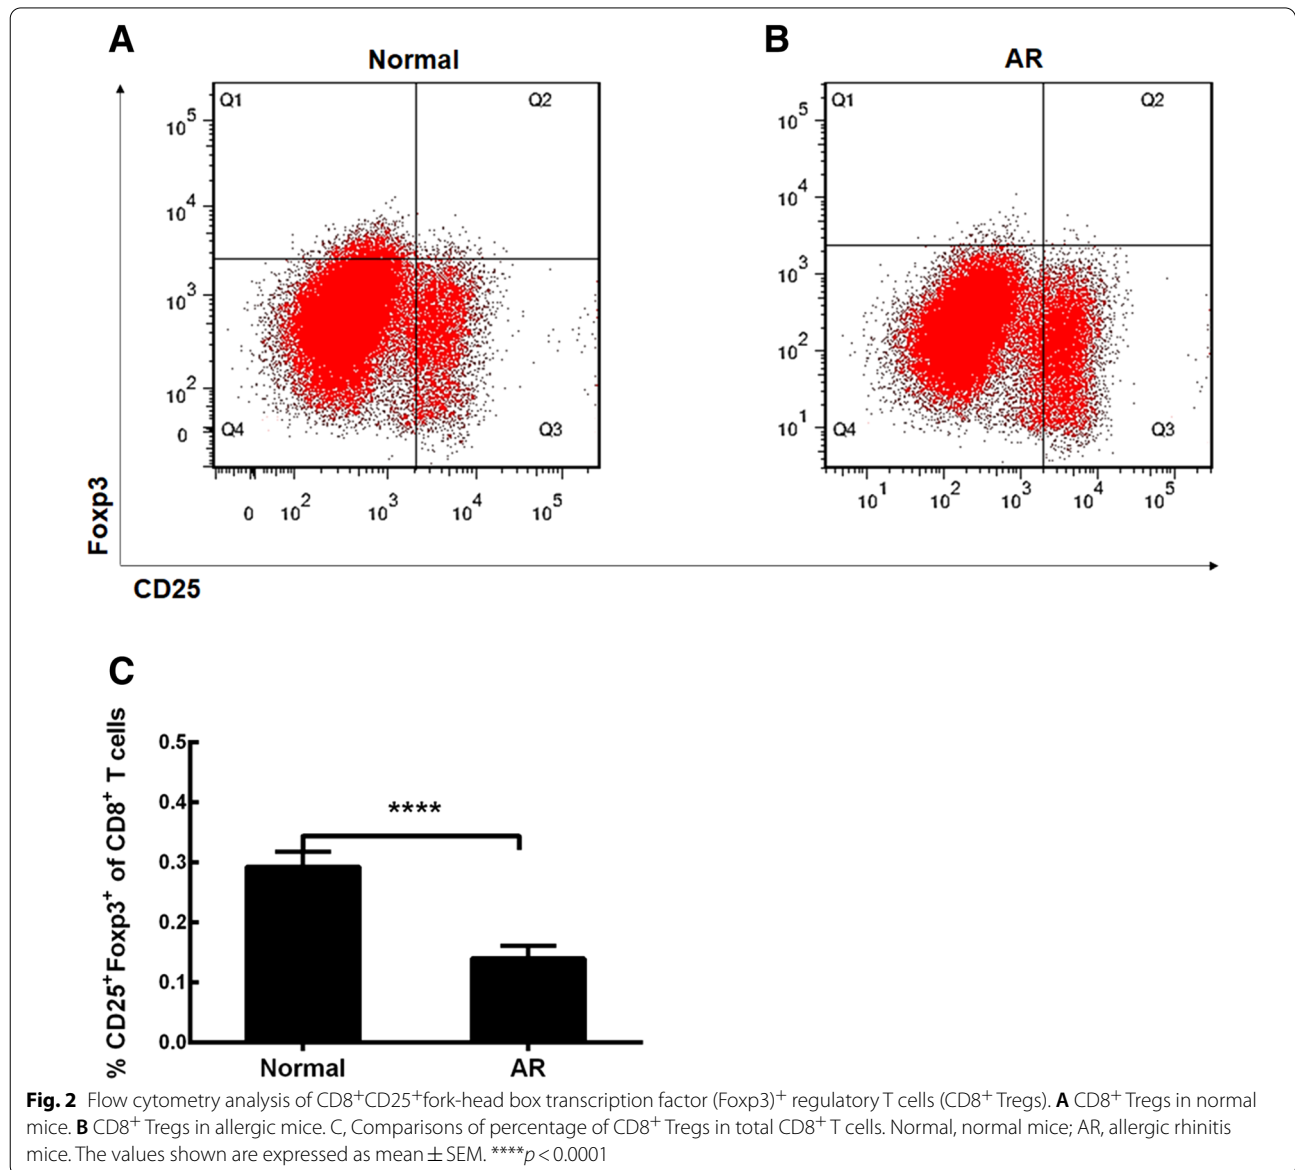 A
B
Normal
AR
Q1
Q2
Q1
Q2
10^5
10^4
10^3
10^2
0
10^5
10^4
10^3
10^2
10^1
Q4
Q3
Q4
Q3
0 10^2 10^3 10^4 10^5
10^1 10^2 10^3 10^4 10^5
Foxp3
CD25
C
% CD25+Foxp3+ of CD8+ T cells
0.5
0.4
0.3
0.2
0.1
0.0
****
Normal AR
Fig. 2 Flow cytometry analysis of CD8+CD25+fork-head box transcription factor (Foxp3)+ regulatory T cells (CD8+ Tregs). A CD8+ Tregs in normal
mice. B CD8+ Tregs in allergic mice. C, Comparisons of percentage of CD8+ Tregs in total CD8+ T cells. Normal, normal mice; AR, allergic rhinitis
mice. The values shown are expressed as mean ± SEM. ****p < 0.0001